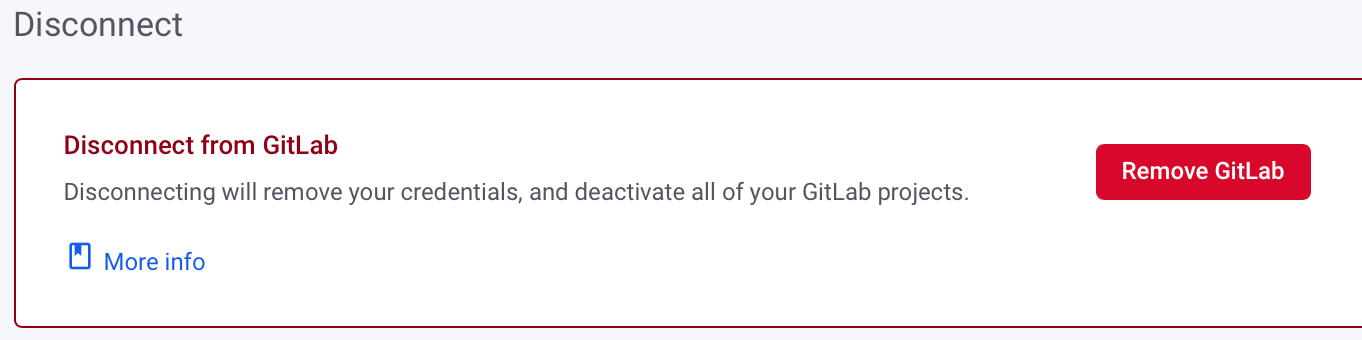 Disconnect
Disconnect from GitLab
Disconnecting will remove your credentials, and deactivate all of your GitLab projects.
Remove GitLab
More info